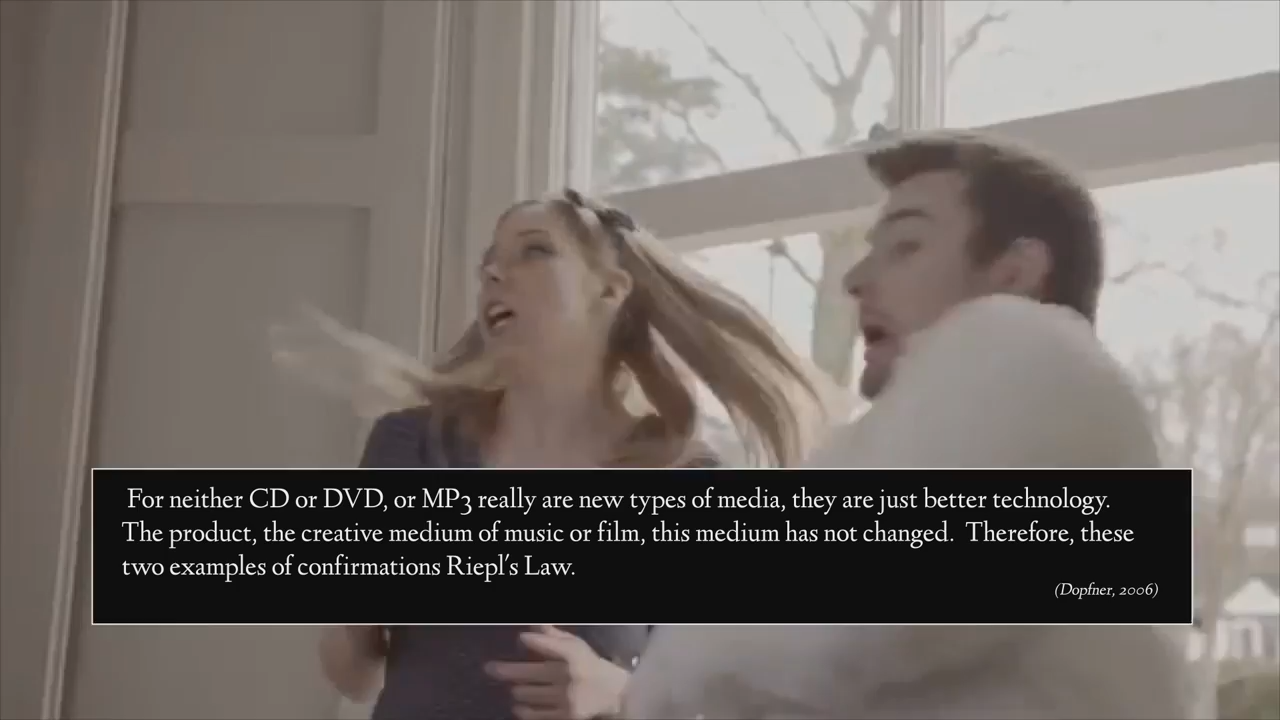 For neither CD or DVD, or MP3 really are new types of media, they are just better technology.
The product, the creative medium of music or film, this medium has not changed.  Therefore, these
two examples of confirmations Riepl's Law.
(Dopfner, 2006)